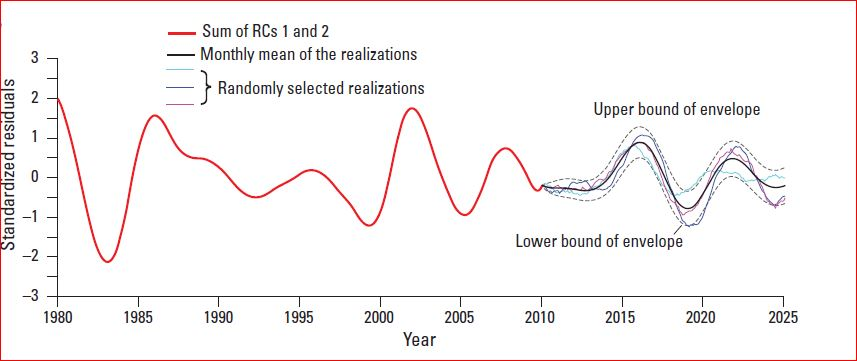 Sum of RCs 1 and 2
Monthly mean of the realizations
Randomly selected realizations
Upper bound of envelope
Lower bound of envelope
Standardized residuals
3
2
1
0
–1
–2
–3
1980 1985 1990 1995 2000 2005 2010 2015 2020 2025
Year